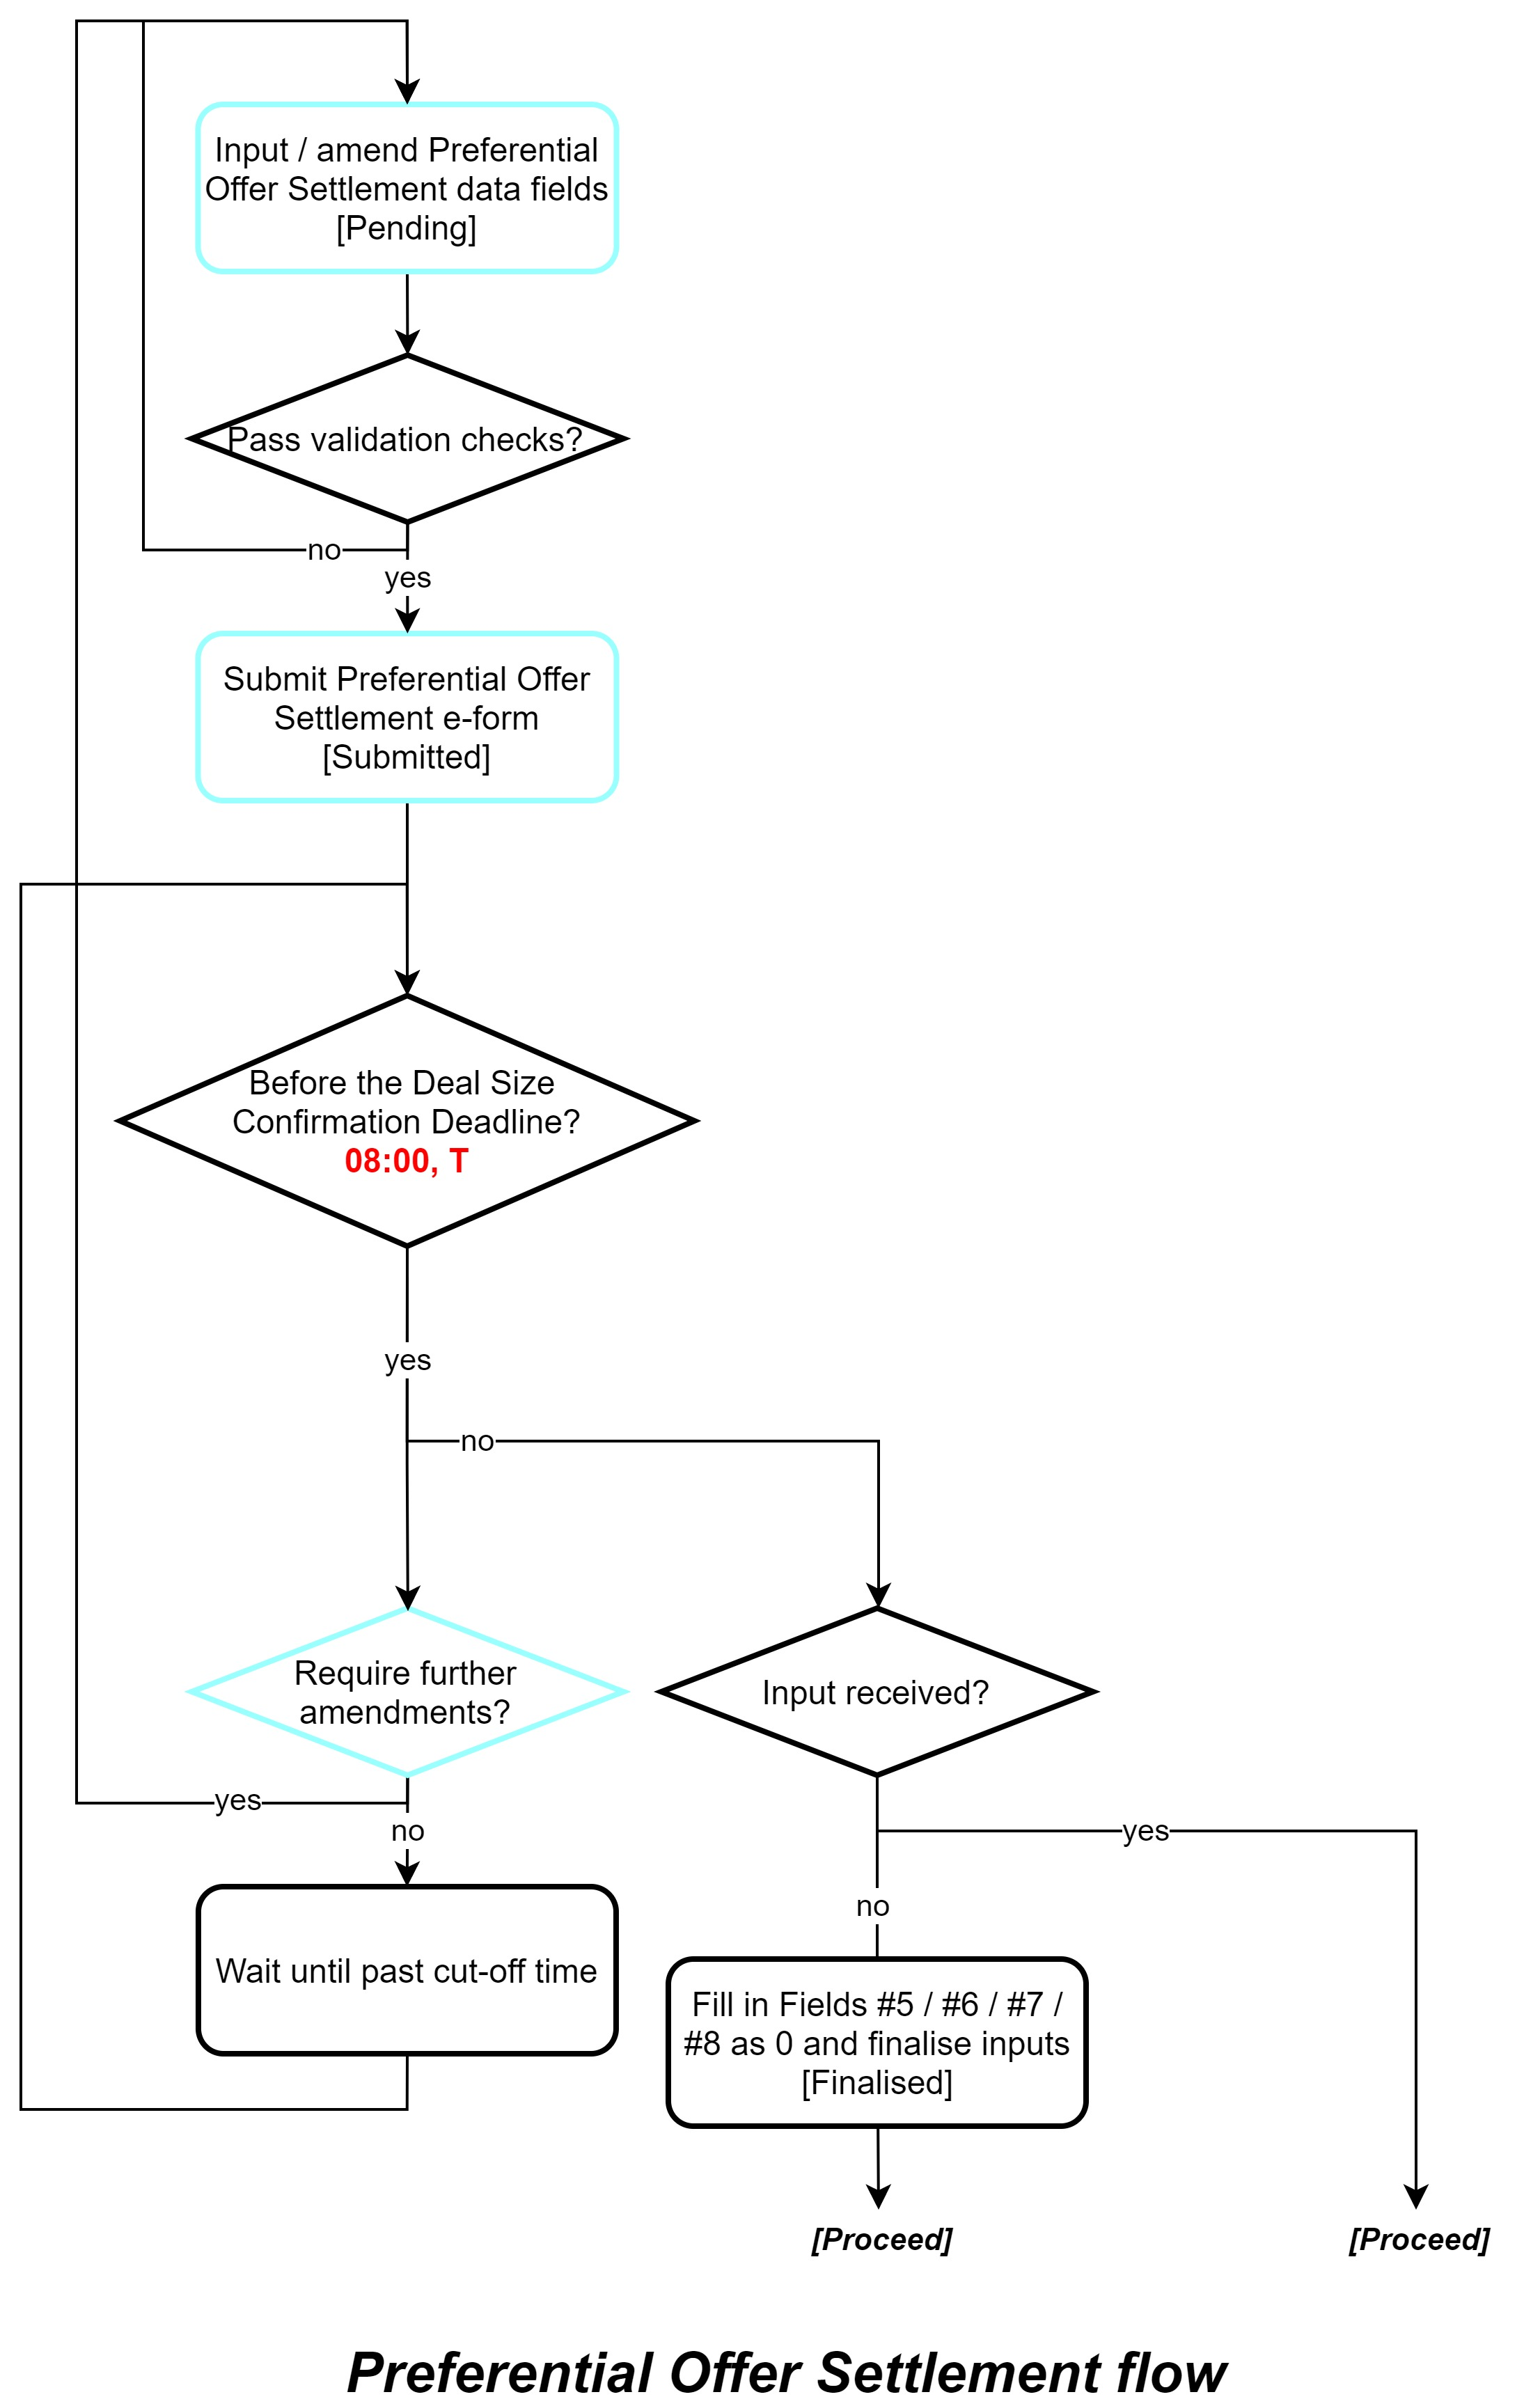 Input / amend Preferential
Offer Settlement data fields
[Pending]
Pass validation checks?
no
yes
Submit Preferential Offer
Settlement e-form
[Submitted]
Before the Deal Size
Confirmation Deadline?
08:00, T
yes
no
Require further
amendments?
Input received?
yes
no
yes
no
Wait until past cut-off time
Fill in Fields #5 / #6 / #7 /
#8 as 0 and finalise inputs
[Finalised]
[Proceed]
[Proceed]
Preferential Offer Settlement flow